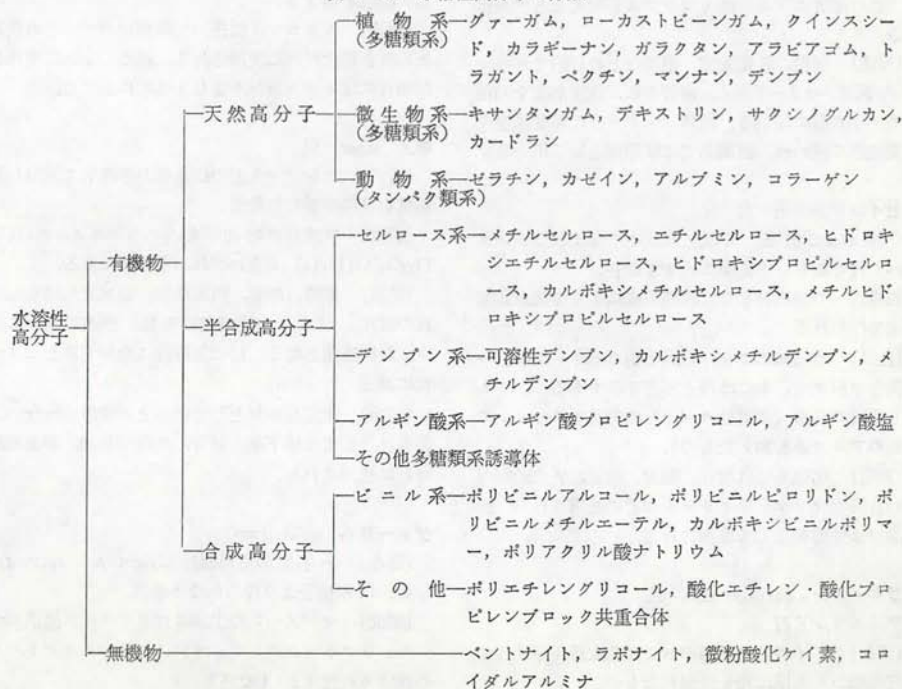 植物系―グァーガム，ローカストビーンガム，クインスシー
(多糖類系) ド，カラギーナン，ガラクタン，アラビアゴム，ト
ラガント，ペクチン，マンナン，デンプン
天然高分子―微生物系―キサンタンガム，デキストリン，サクシノグルカン，
(多糖類系) カードラン
動物系―ゼラチン，カゼイン，アルブミン，コラーゲン
(タンパク類系)
セルロース系―メチルセルロース，エチルセルロース，ヒドロキ
有機物
シエチルセルロース，ヒドロキシプロピルセルロ
ース，カルボキシメチルセルロース，メチルヒド
水溶性
高分子
半合成高分子
ロキシプロピルセルロース
デンプン系―可溶性デンプン，カルボキシメチルデンプン，メ
チルデンプン
アルギン酸系―アルギン酸プロピレングリコール，アルギン酸塩
その他多糖類系誘導体
ビニル系―ポリビニルアルコール，ポリビニルピロリドン，ポ
リビニルメチルエーテル，カルボキシビニルポリマ
合成高分子
ー，ポリアクリル酸ナトリウム
その他―ポリエチレングリコール，酸化エチレン・酸化プロ
ピレンブロック共重合体
無機物―ベントナイト，ラポナイト，微粉酸化ケイ素，コロ
イダルアルミナ